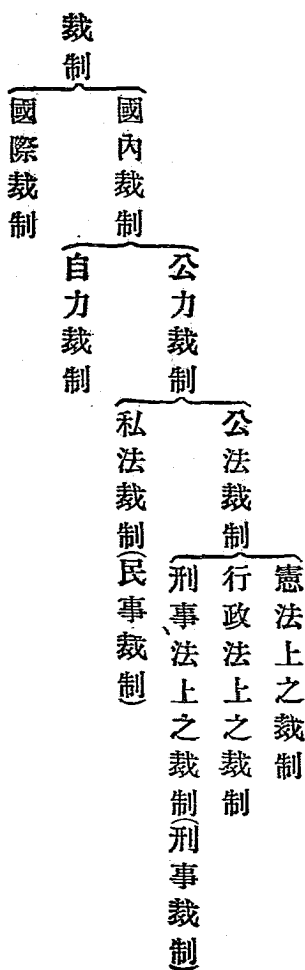 裁制
國內裁制
國際裁制
公力裁制
自力裁制
公法裁制
私法裁制(民事裁制)
憲法上之裁制
行政法上之裁制
刑事法上之裁制(刑事裁制)